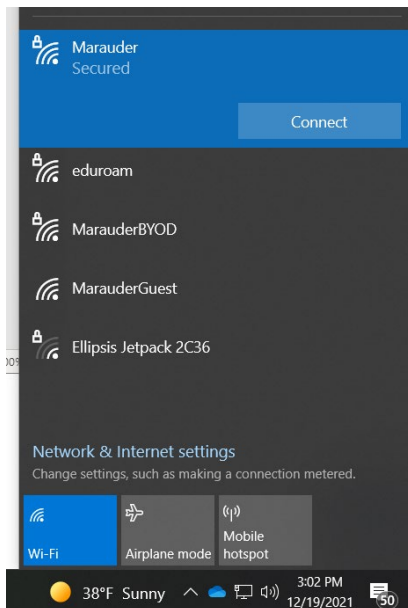 Marauder
Secured
Connect
eduroam
MarauderBYOD
MarauderGuest
Ellipsis Jetpack 2C36
00%
Network & Internet settings
Change settings, such as making a connection metered.
Wi-Fi
Airplane mode
Mobile
hotspot
38°F Sunny
3:02 PM
12/19/2021
50